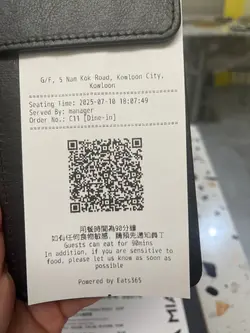 G/F, 5 Nam Kok Road, Kowloon City,
Kowloon
Seating Time: 2025-07-10 18:07:49
Served By: manager
Order No.: C11 [Dine-in]
用餐時間為90分鐘
如有任何食物敏感，請預先通知員工
Guests can eat for 90mins
In addition, if you are sensitive to
food, please let us know as soon as
possible
Powered by Eats365